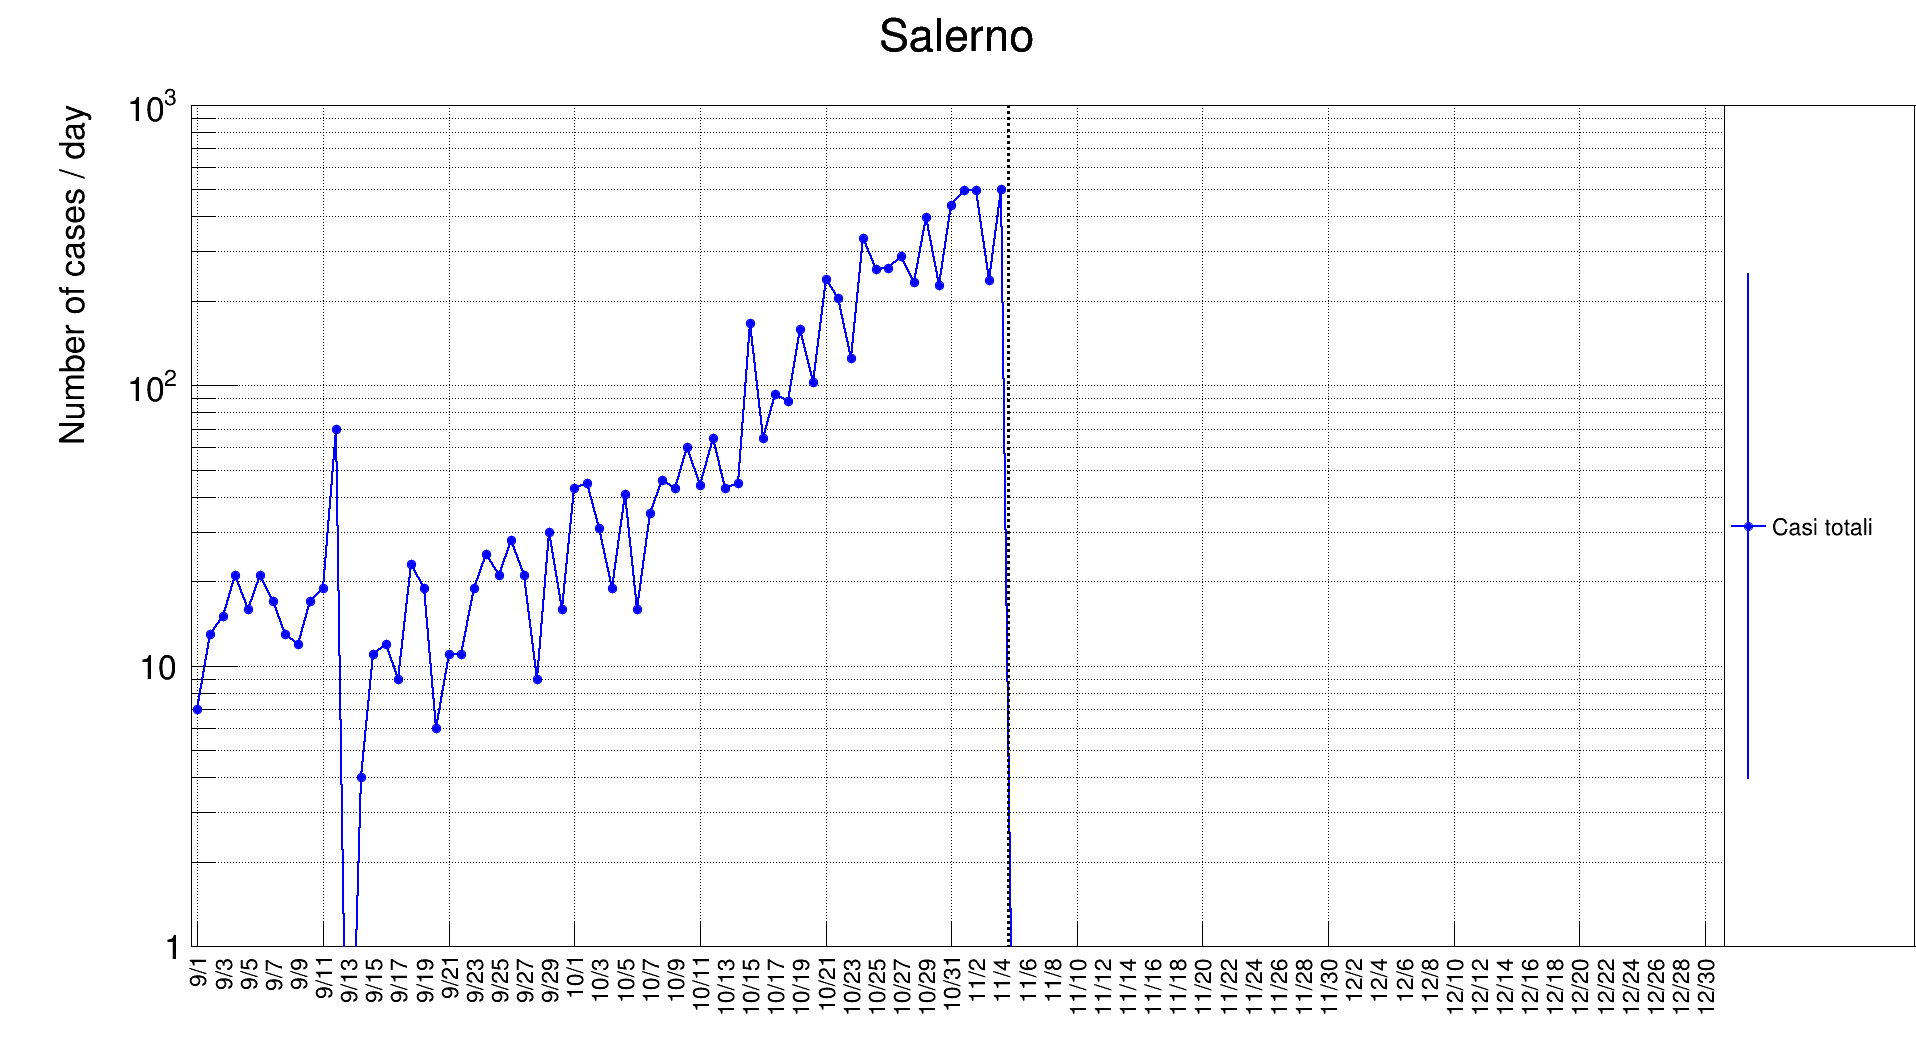 Salerno
Number of cases / day
10³
10²
10
1
9/1 9/3 9/5 9/7 9/9 9/11 9/13 9/15 9/17 9/19 9/21 9/23 9/25 9/27 9/29 10/1 10/3 10/5 10/7 10/9 10/11 10/13 10/15 10/17 10/19 10/21 10/23 10/25 10/27 10/29 10/31 11/2 11/4 11/6 11/8 11/10 11/12 11/14 11/16 11/18 11/20 11/22 11/24 11/26 11/28 11/30 12/2 12/4 12/6 12/8 12/10 12/12 12/14 12/16 12/18 12/20 12/22 12/24 12/26 12/28 12/30
Casi totali